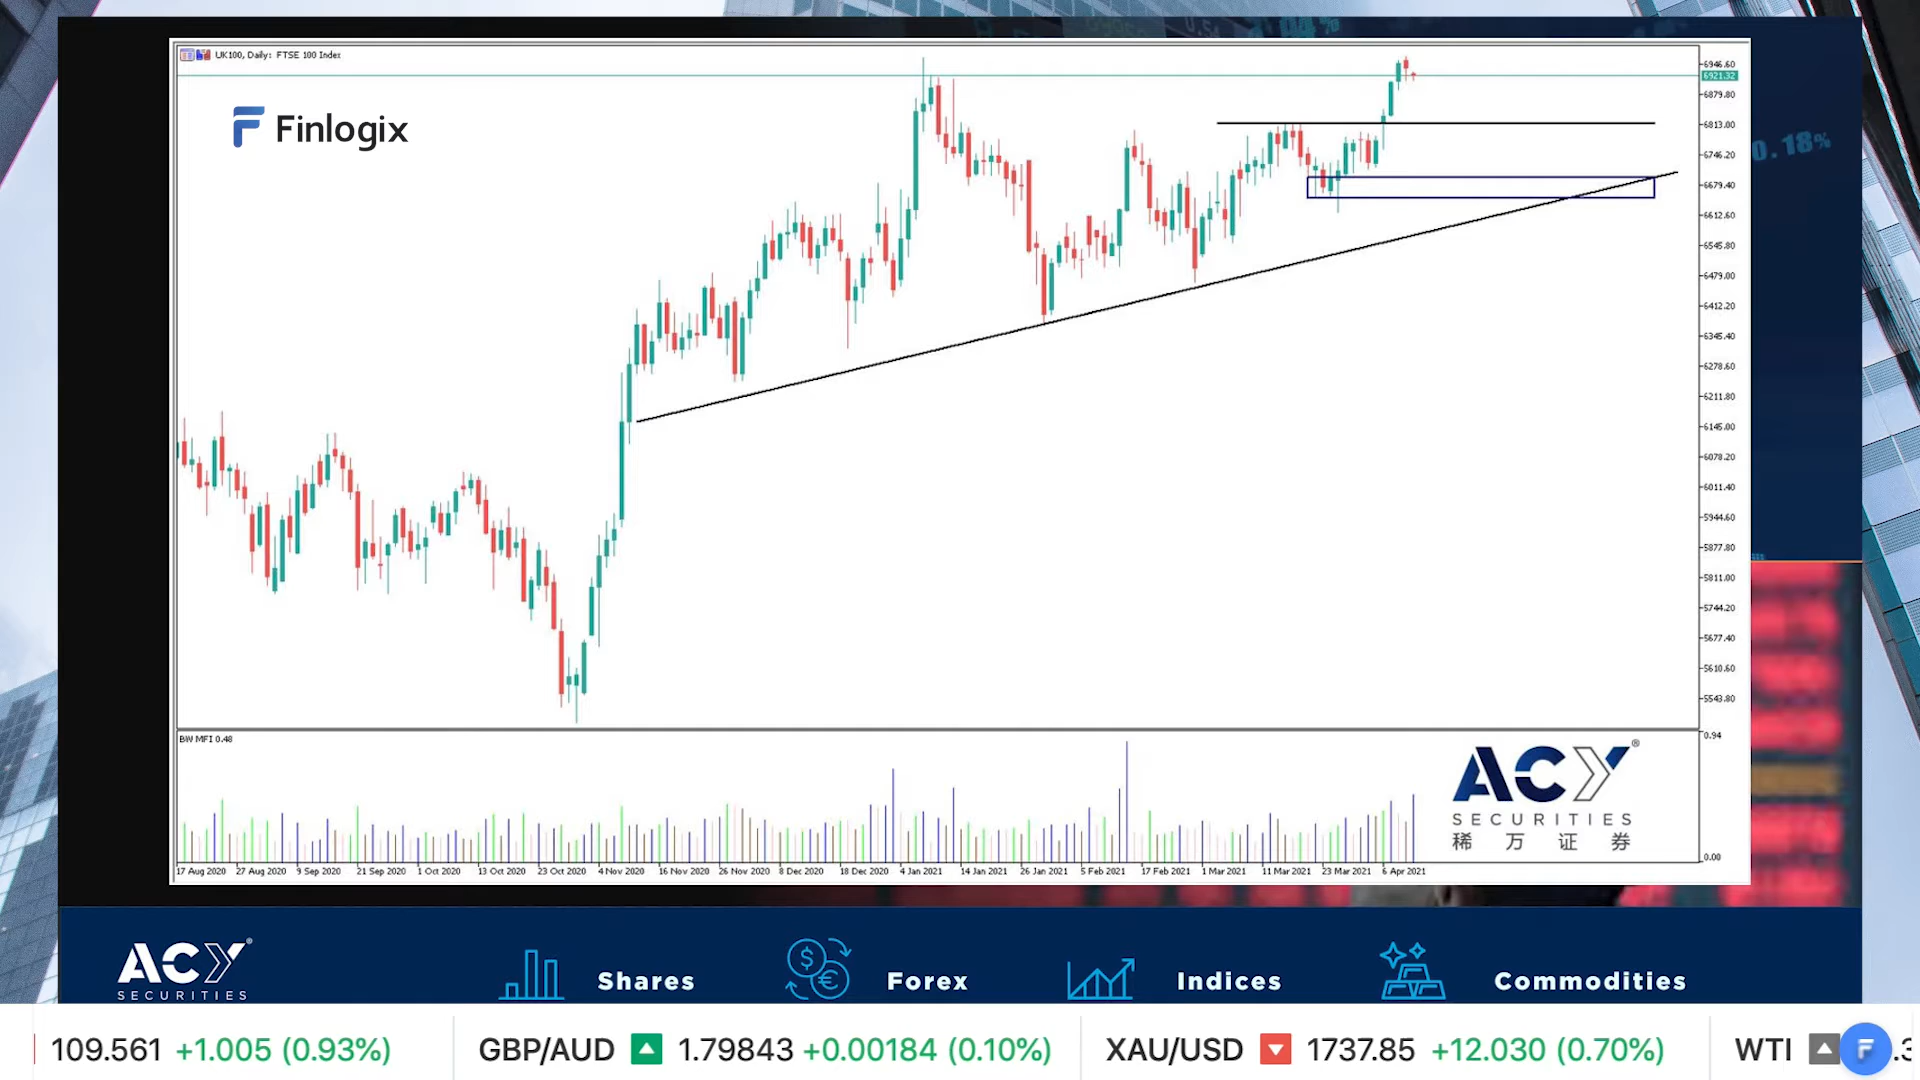 UK100, Daily: FTSE 100 Index
Finlogix
6946.60
6921.32
6879.80
6813.00
6746.20
6679.40
6612.60
6545.80
6479.00
6412.20
6345.40
6278.60
6211.80
6145.00
6078.20
6011.40
5944.60
5877.80
5811.00
5744.20
5677.40
5610.60
5543.80
0.18%
BW MFI 0.48
0.94
0.00
ACY
SECURITIES
稀万证券
17 Aug 2020 27 Aug 2020 9 Sep 2020 21 Sep 2020 1 Oct 2020 13 Oct 2020 23 Oct 2020 4 Nov 2020 16 Nov 2020 26 Nov 2020 8 Dec 2020 18 Dec 2020 4 Jan 2021 14 Jan 2021 26 Jan 2021 5 Feb 2021 17 Feb 2021 1 Mar 2021 11 Mar 2021 23 Mar 2021 6 Apr 2021
ACY
SECURITIES
Shares Forex Indices Commodities
109.561 +1.005 (0.93%) GBP/AUD 1.79843 +0.00184 (0.10%) XAU/USD 1737.85 +12.030 (0.70%) WTI